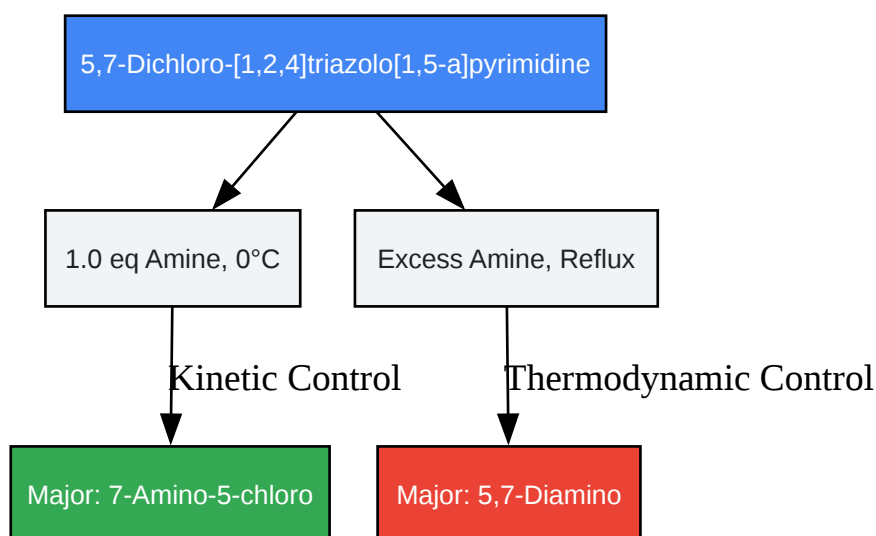 5,7-Dichloro-[1,2,4]triazolo[1,5-a]pyrimidine
1.0 eq Amine, 0°C
Excess Amine, Reflux
Kinetic Control
Thermodynamic Control
Major: 7-Amino-5-chloro
Major: 5,7-Diamino